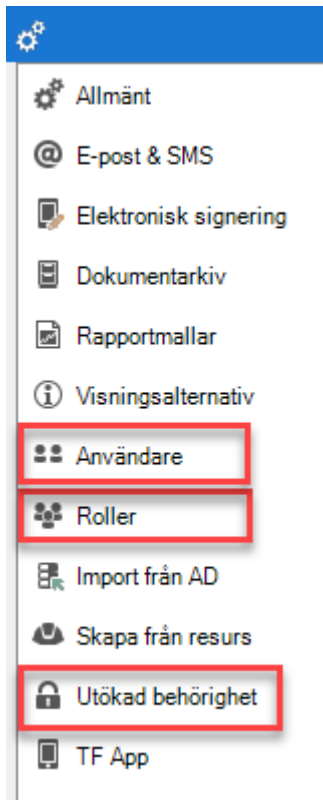 Allmänt
E-post & SMS
Elektronisk signering
Dokumentarkiv
Rapportmallar
Visningsalternativ
Användare
Roller
Import från AD
Skapa från resurs
Utökad behörighet
TF App